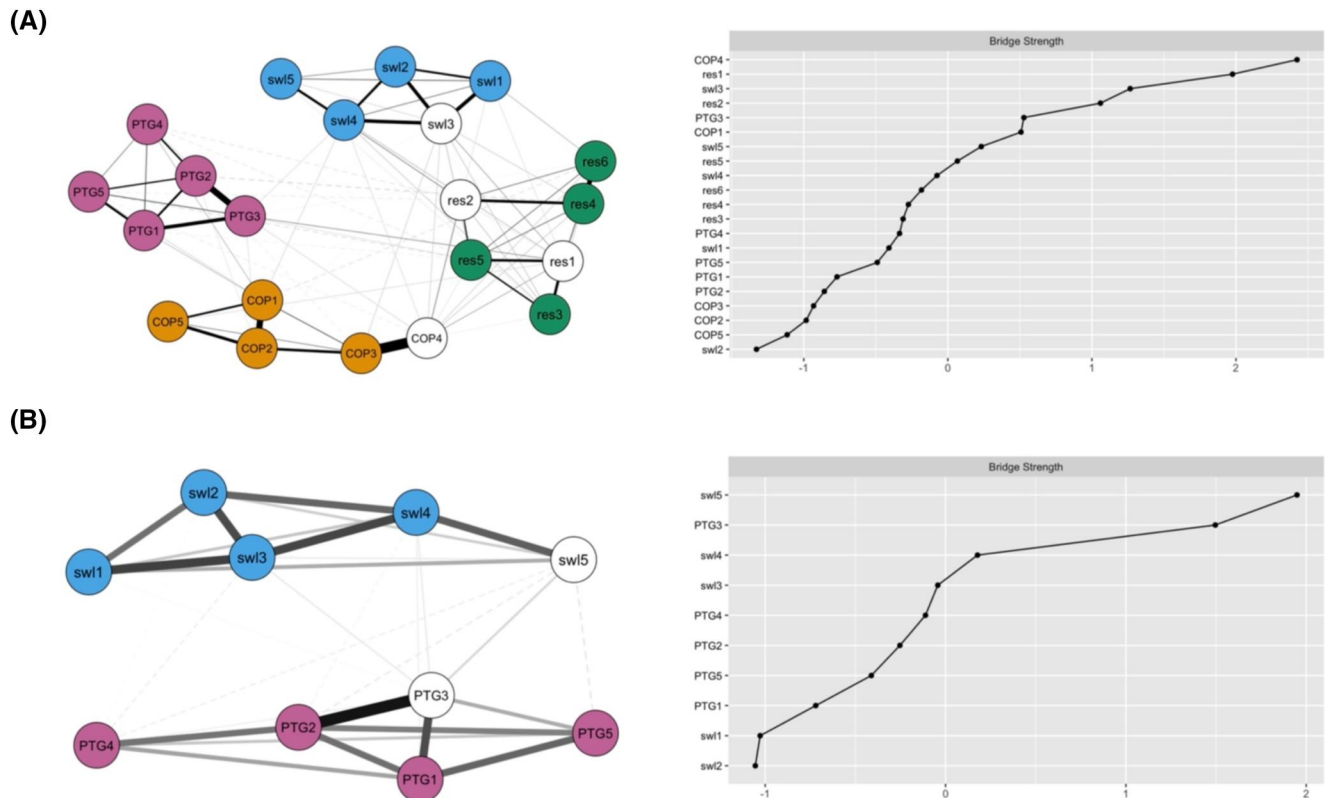 (A)
swl5
swl2
swl1
swl4
swl3
PTG4
PTG2
PTG5
PTG3
PTG1
res6
res2
res4
res5
res1
res3
COP1
COP5
COP2
COP3
COP4
Bridge Strength
COP4
res1
swl3
res2
PTG3
COP1
swl5
res5
swl4
res6
res4
res3
PTG4
swl1
PTG5
PTG1
PTG2
COP3
COP2
COP5
swl2
-1 0 1 2
(B)
swl2
swl4
swl3
swl5
swl1
PTG3
PTG2
PTG5
PTG4
PTG1
Bridge Strength
swl5
PTG3
swl4
swl3
PTG4
PTG2
PTG5
PTG1
swl1
swl2
-1 0 1 2